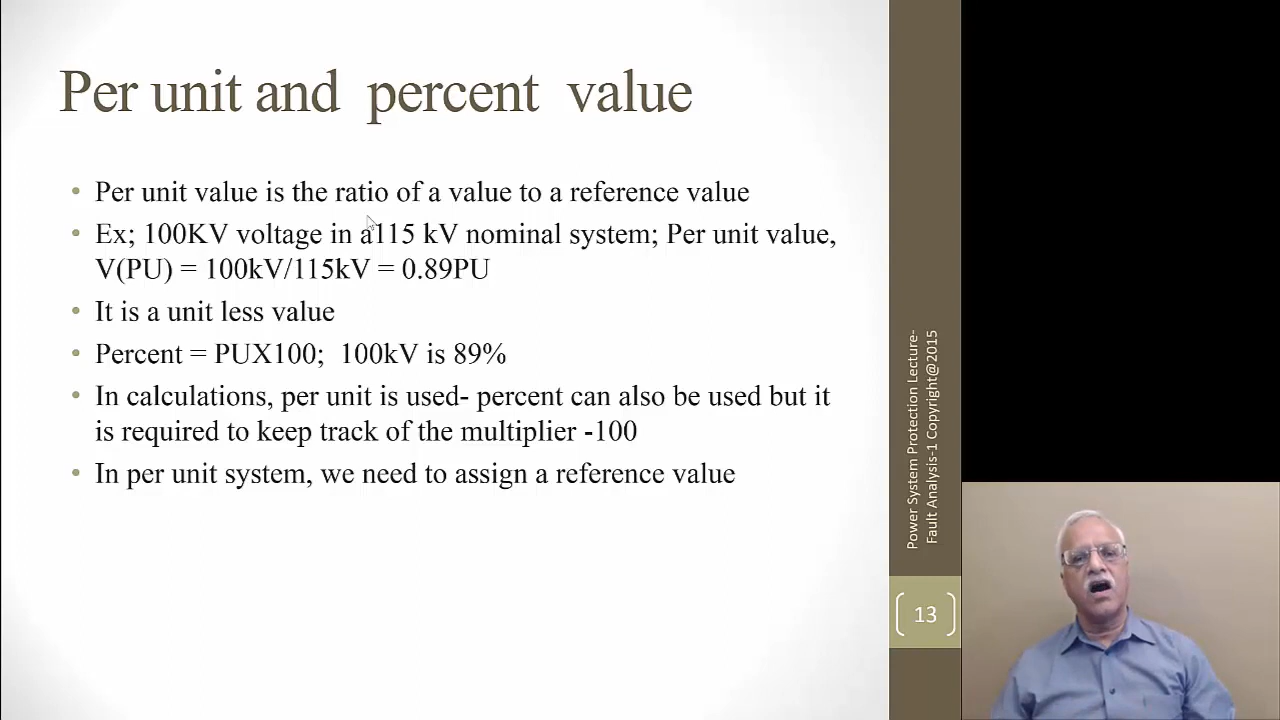 Per unit and percent value
• Per unit value is the ratio of a value to a reference value
• Ex; 100KV voltage in a115 kV nominal system; Per unit value,
V(PU) = 100kV/115kV = 0.89PU
• It is a unit less value
• Percent = PUX100; 100kV is 89%
• In calculations, per unit is used- percent can also be used but it
is required to keep track of the multiplier -100
• In per unit system, we need to assign a reference value
Power System Protection Lecture-
Fault Analysis-1 Copyright@2015
13